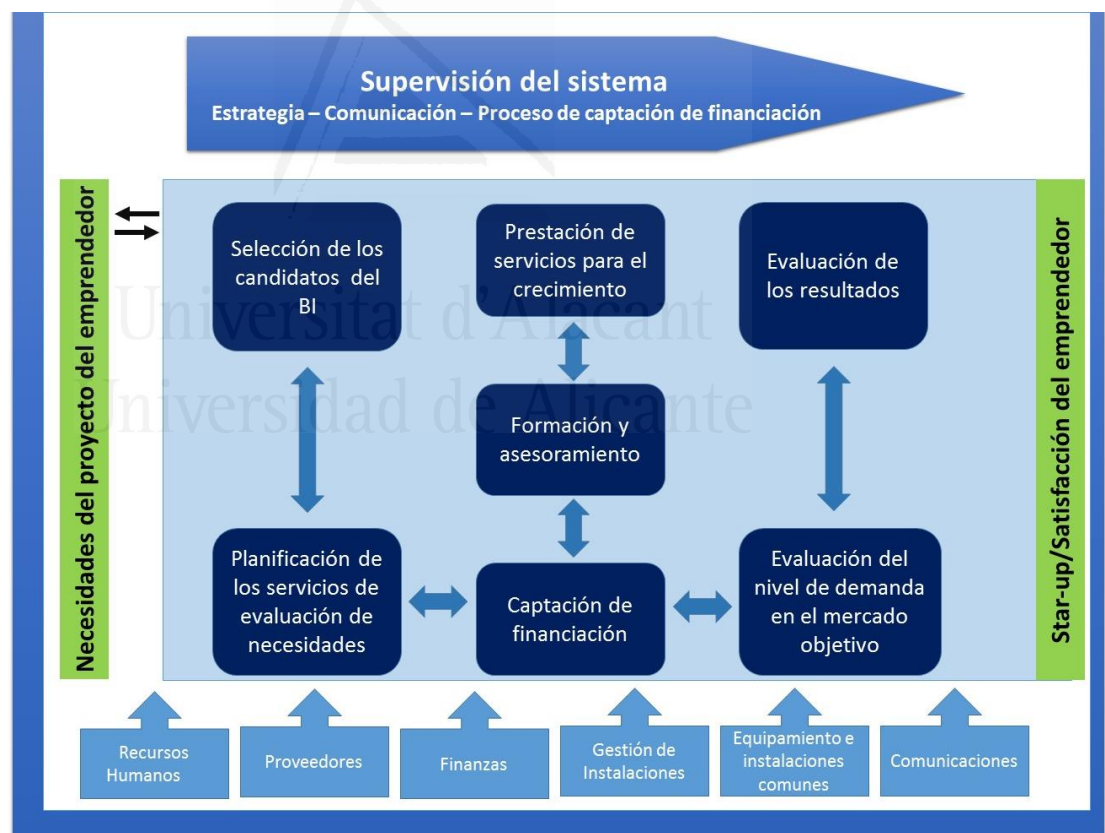 Supervisión del sistema
Estrategia – Comunicación – Proceso de captación de financiación
Necesidades del proyecto del emprendedor
Selección de los
candidatos del
BI
Prestación de
servicios para el
crecimiento
Evaluación de
los resultados
Universitat d'Alacant
Universidad de Alicante
Formación y
asesoramiento
Planificación de
los servicios de
evaluación de
necesidades
Captación de
financiación
Evaluación del
nivel de demanda
en el mercado
objetivo
Star-up/Satisfacción del emprendedor
Recursos
Humanos
Proveedores
Finanzas
Gestión de
Instalaciones
Equipamiento e
instalaciones
comunes
Comunicaciones